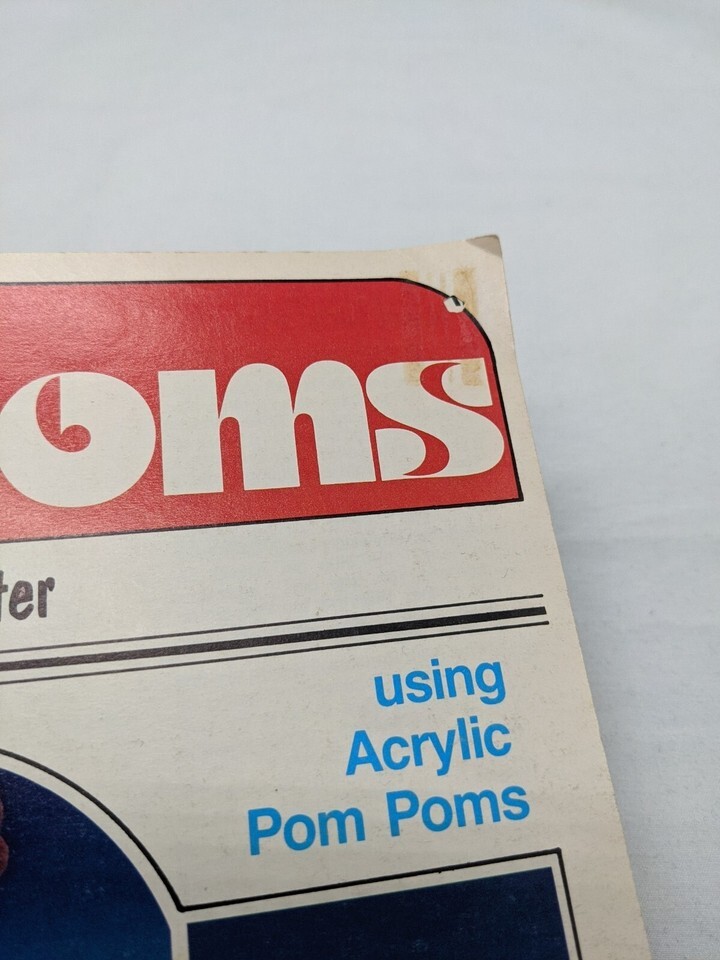 oms
ter
using
Acrylic
Pom Poms